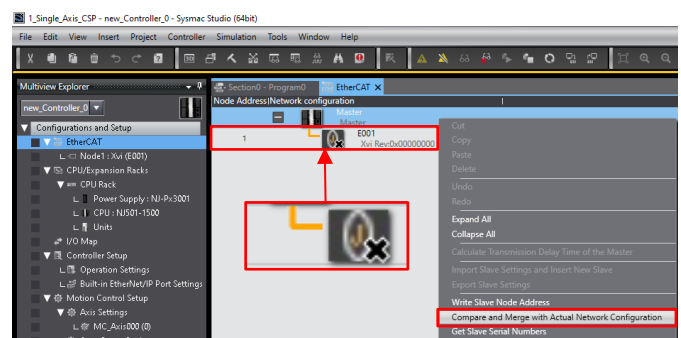 1_Single_Axis_CSP - new_Controller_0 - Sysmac Studio (64bit)
File Edit View Insert Project Controller Simulation Tools Window Help
Multiview Explorer
Section0 - Program0 EtherCAT
new_Controller_0
Node Address|Network configuration
Master
Master
Configurations and Setup
EtherCAT
Node1 : Xvi (E001)
CPU/Expansion Racks
CPU Rack
Power Supply : NJ-Px3001
CPU : NJ501-1500
Units
I/O Map
Controller Setup
Operation Settings
Built-in EtherNet/IP Port Settings
Motion Control Setup
Axis Settings
MC_Axis000 (0)
1
E001
Xvi Rev:0x00000000
Cut
Copy
Paste
Delete
Undo
Redo
Expand All
Collapse All
Calculate Transmission Delay Time of the Master
Import Slave Settings and Insert New Slave
Export Slave Settings
Write Slave Node Address
Compare and Merge with Actual Network Configuration
Get Slave Serial Numbers